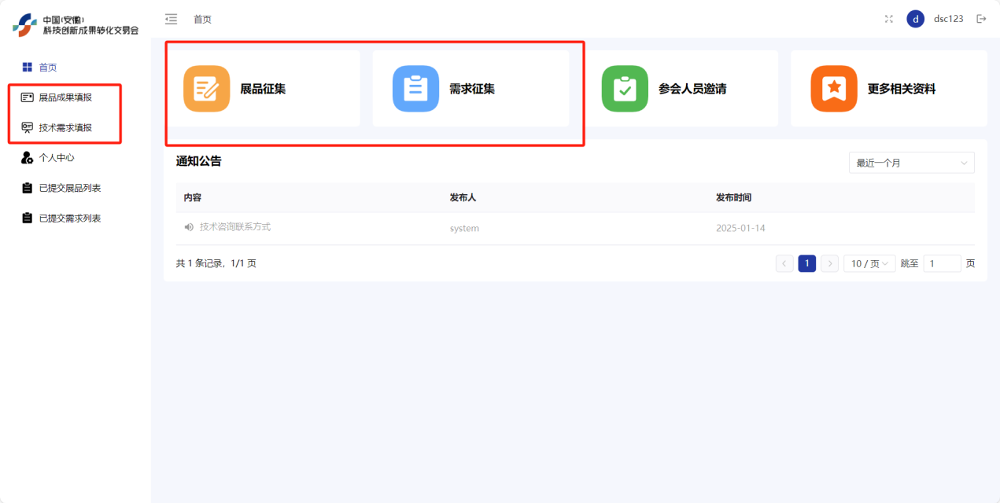 中国(安徽)
科技创新成果转化交易会
首页
展品成果填报
技术需求填报
个人中心
已提交展品列表
已提交需求列表
首页
d dsc123
展品征集 需求征集 参会人员邀请 更多相关资料
通知公告 最近一个月
内容 发布人 发布时间
技术咨询联系方式 system 2025-01-14
共 1 条记录，1/1 页 1 10 / 页 跳至 1 页